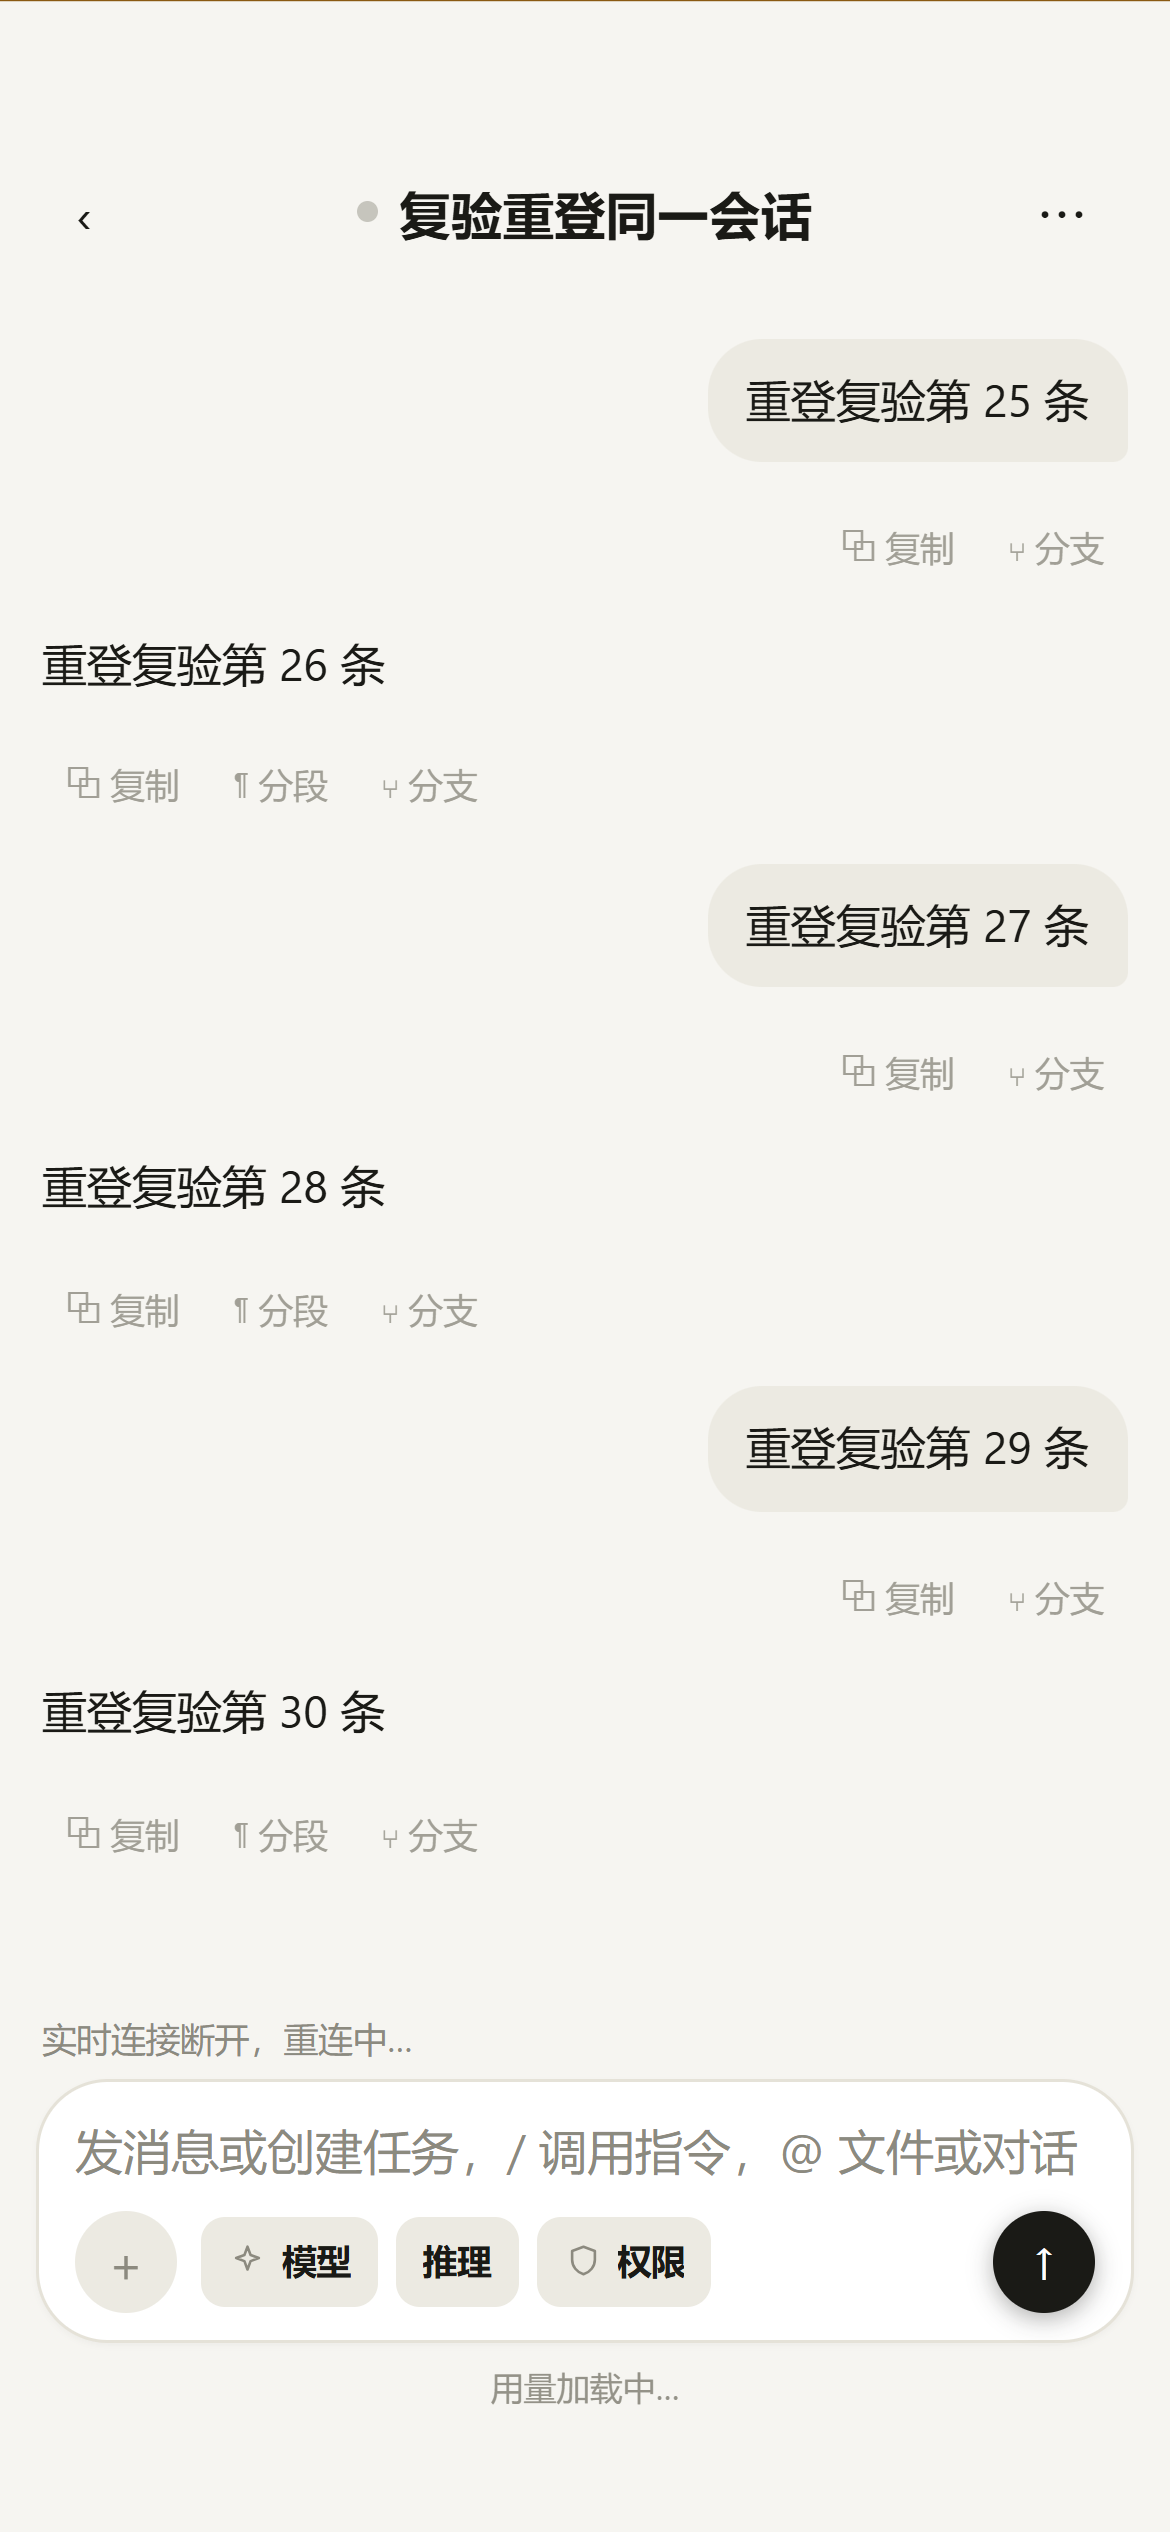 ‹
复验重登同一会话
···
重登复验第 25 条
复制 分支
重登复验第 26 条
复制 ¶ 分段 分支
重登复验第 27 条
复制 分支
重登复验第 28 条
复制 ¶ 分段 分支
重登复验第 29 条
复制 分支
重登复验第 30 条
复制 ¶ 分段 分支
实时连接断开，重连中...
发消息或创建任务，/ 调用指令，@ 文件或对话
+ 模型 推理 权限 ↑
用量加载中...